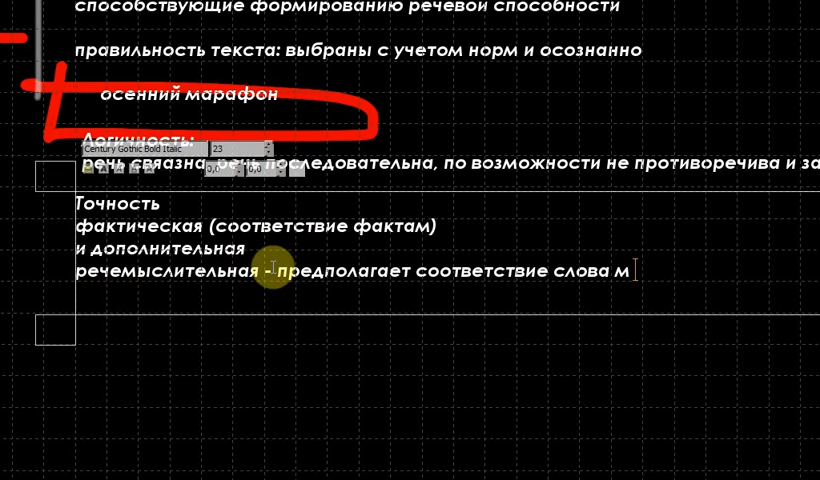 способствующие формированию речевой способности
правильность текста: выбраны с учетом норм и осознанно
осенний марафон
Логичность:
Century Gothic Bold Italic 23
речь связна, речь последовательна, по возможности не противоречива и за
0,0 0,0
Точность
фактическая (соответствие фактам)
и дополнительная
речемыслительная - предполагает соответствие слова м